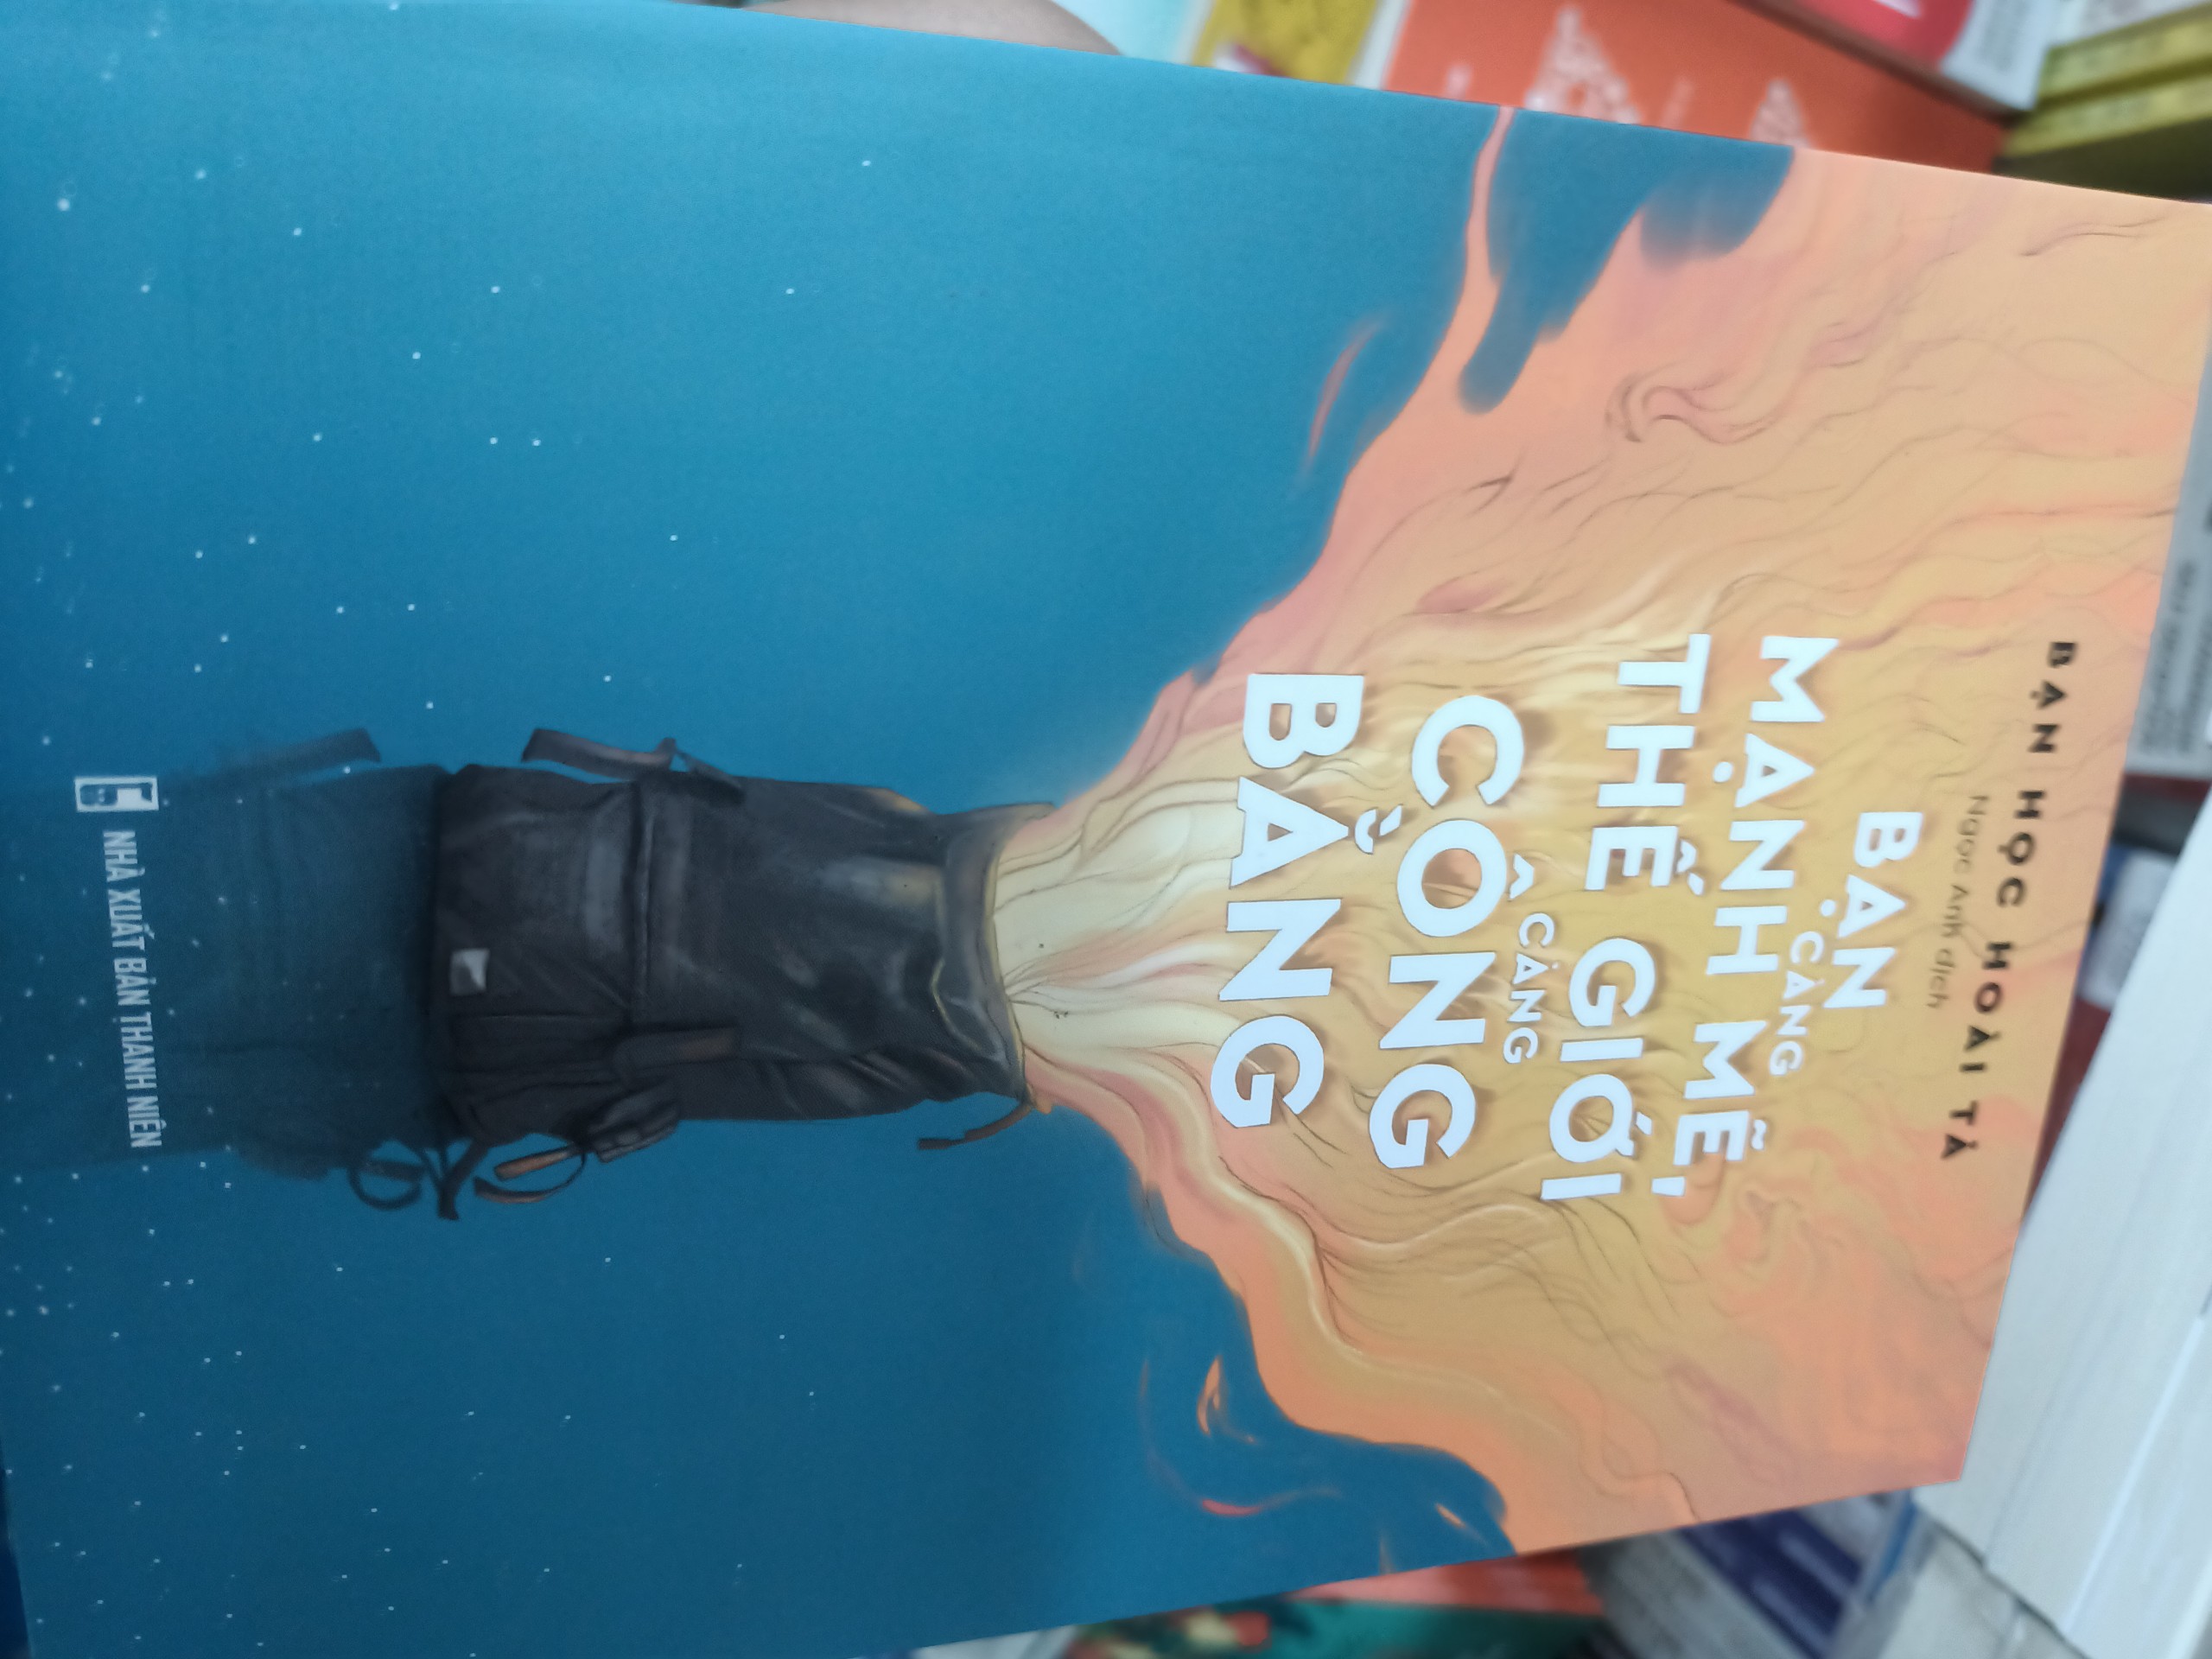 BẠN HỌC HOÀI TẢ
Ngọc Anh dịch
BẠN
CÀNG
MẠNH MẼ,
THẾ GIỚI
CÀNG
CÔNG
BẰNG
NHÀ XUẤT BẢN THANH NIÊN